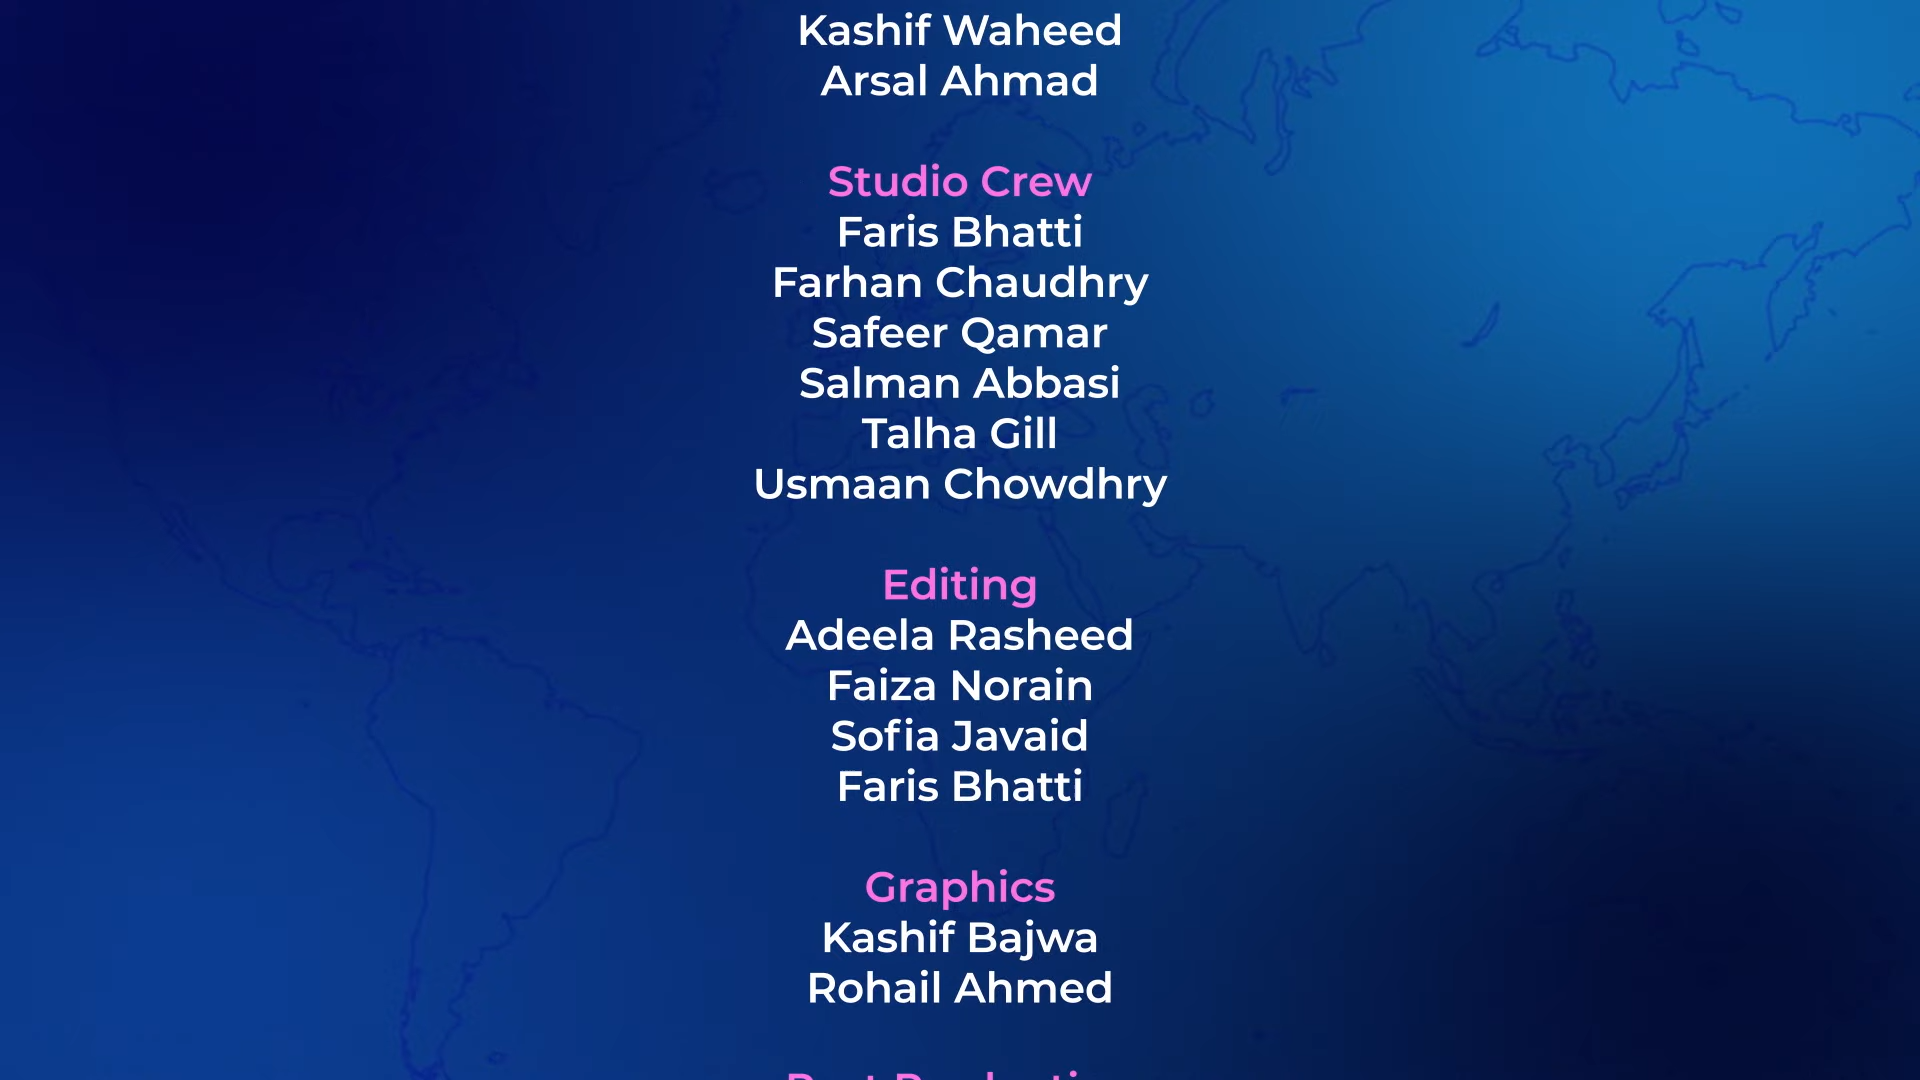 Kashif Waheed
Arsal Ahmad
Studio Crew
Faris Bhatti
Farhan Chaudhry
Safeer Qamar
Salman Abbasi
Talha Gill
Usmaan Chowdhry
Editing
Adeela Rasheed
Faiza Norain
Sofia Javaid
Faris Bhatti
Graphics
Kashif Bajwa
Rohail Ahmed